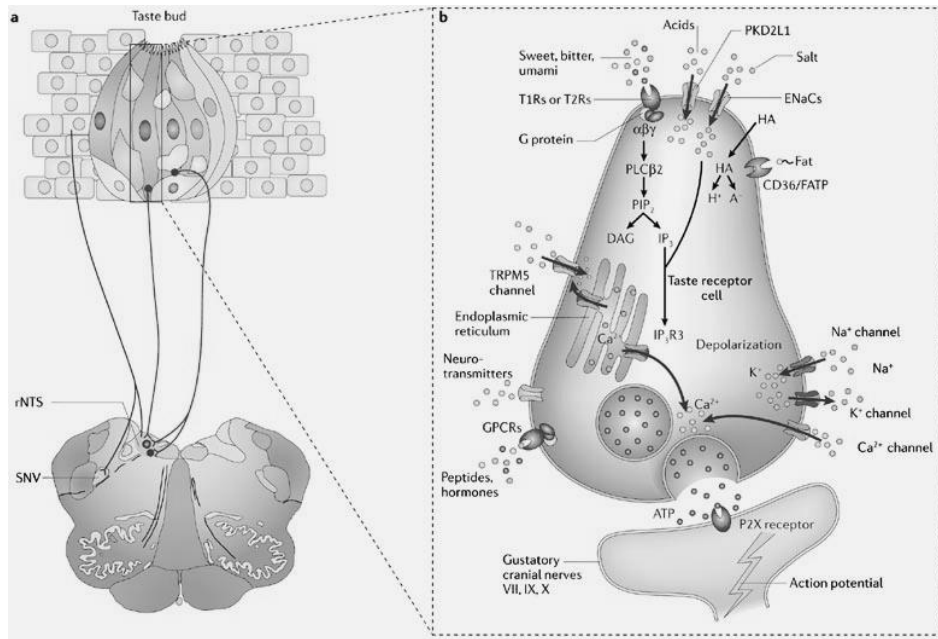 a
Taste bud
rNTS
SNV
b
Acids
PKD2L1
Sweet, bitter,
umami
Salt
T1Rs or T2Rs
ENaCs
G protein
αβγ
HA
PLCβ2
HA
Fat
H⁺ A⁻
CD36/FATP
PIP₂
DAG IP₃
TRPM5
channel
Taste receptor
cell
Endoplasmic
reticulum
Ca²⁺
IP₃R3
Depolarization
Na⁺ channel
Na⁺
Neuro-
transmitters
K⁺
K⁺ channel
Ca²⁺
GPCRs
Ca²⁺ channel
Peptides,
hormones
ATP
P2X receptor
Gustatory
cranial nerves
VII, IX, X
Action potential